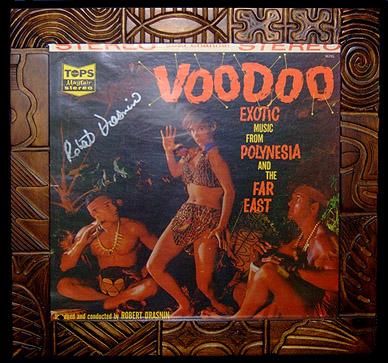 STEREO STEREO
TOPS
Mayfair
stereo
VOODOO
EXOTIC
MUSIC
FROM
POLYNESIA
AND
THE
FAR
EAST
Robert Drasnin
and conducted by ROBERT DRASNIN